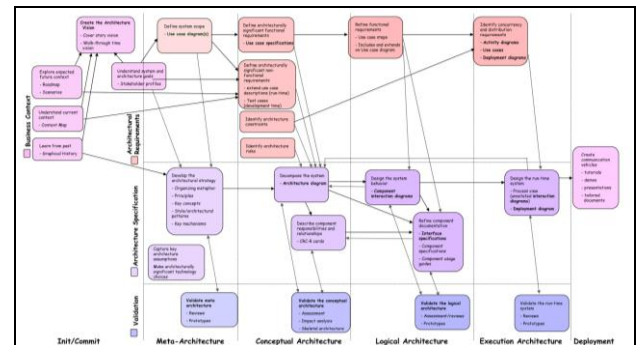 Create the Architecture
Vision
- Cover story vision
- Walk-through time
vision
Explore expected
future context
- Roadmap
- Scenarios
Understand system and
architecture goals
- Stakeholder profiles
Understand current
context
- Context Map
Learn from past
- Graphical history
Business Context
Define system scope
- Use case diagram(s)
Define architecturally
significant functional
requirements
- Use case specifications
Define architecturally
significant non
functional
requirements
- extend use case
descriptions (run time)
- Test cases
(development time)
Identify architecture
constraints
Identify architecture
risks
Refine functional
requirements
- Use case steps
- Includes and extends
on Use case diagram
Identify concurrency
and distribution
requirements
- Activity diagrams
- Use cases
- Deployment diagrams
Architectural
Requirements
Develop the
architectural strategy
- Organizing metaphor
- Principles
- Key concepts
- Styles/architectural
patterns
- Key mechanisms
Capture key
architecture
assumptions
Make architecturally
significant technology
choices
Decompose the system
- Architecture diagram
Describe component
responsibilities and
relationships
- CRC-R cards
Design the system
behavior
- Component
interaction diagrams
Refine component
documentation
- Interface
specifications
- Component
specifications
- Component usage
guides
Design the run-time
system
- Process view
(annotated interaction
diagrams)
- Deployment diagram
Create
communication
vehicles
- tutorials
- demos
- presentations
- tailored
documents
Architecture Specification
Validate meta
architecture
- Reviews
- Prototypes
Validate the conceptual
architecture
- Assessment
- Impact analysis
- Skeletal architecture
Validate the logical
architecture
- Assessment/reviews
- Prototypes
Validate the run-time
system
- Reviews
- Prototypes
Validation
Init/Commit
Meta-Architecture
Conceptual Architecture
Logical Architecture
Execution Architecture
Deployment